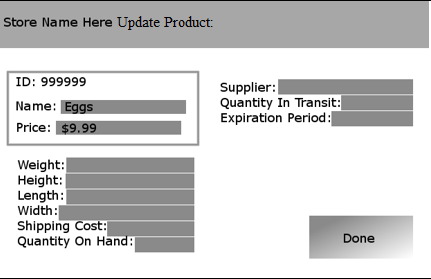 Store Name Here Update Product:
ID: 999999
Name: Eggs
Price: $9.99
Supplier:
Quantity In Transit:
Expiration Period:
Weight:
Height:
Length:
Width:
Shipping Cost:
Quantity On Hand:
Done